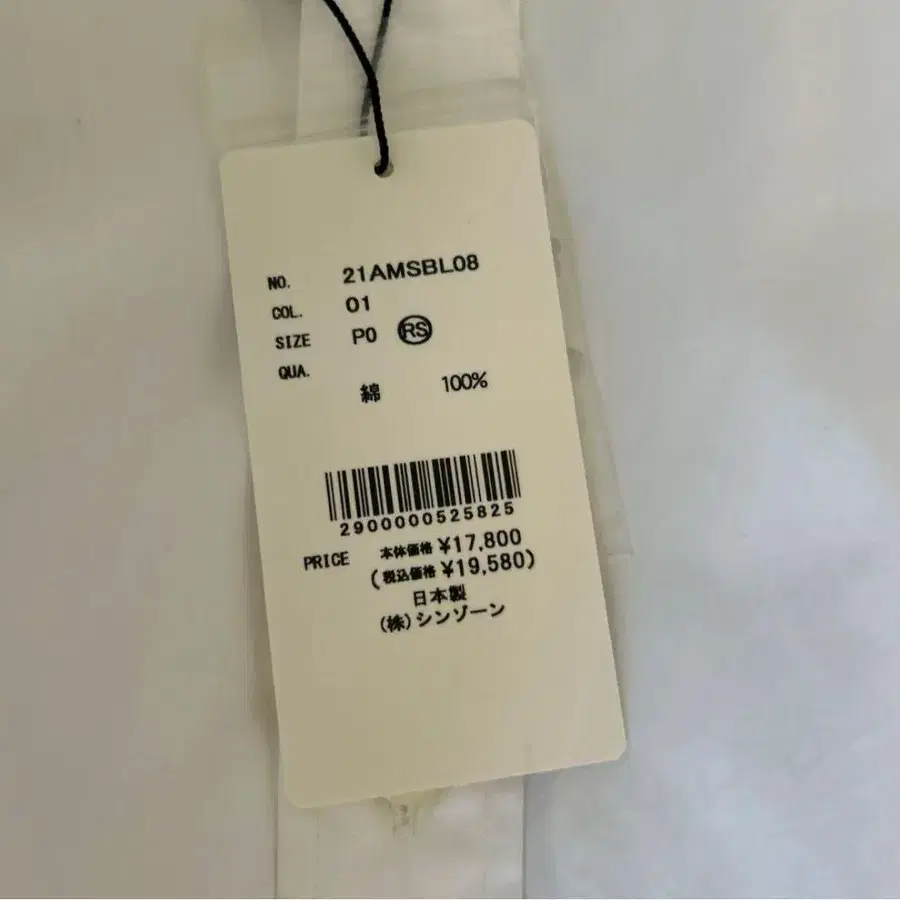 NO. 21AMSBL08
COL. 01
SIZE P0 RS
QUA.
綿 100%
2900000525825
PRICE 本体価格 ¥17,800
(税込価格 ¥19,580)
日本製
(株)シンゾーン